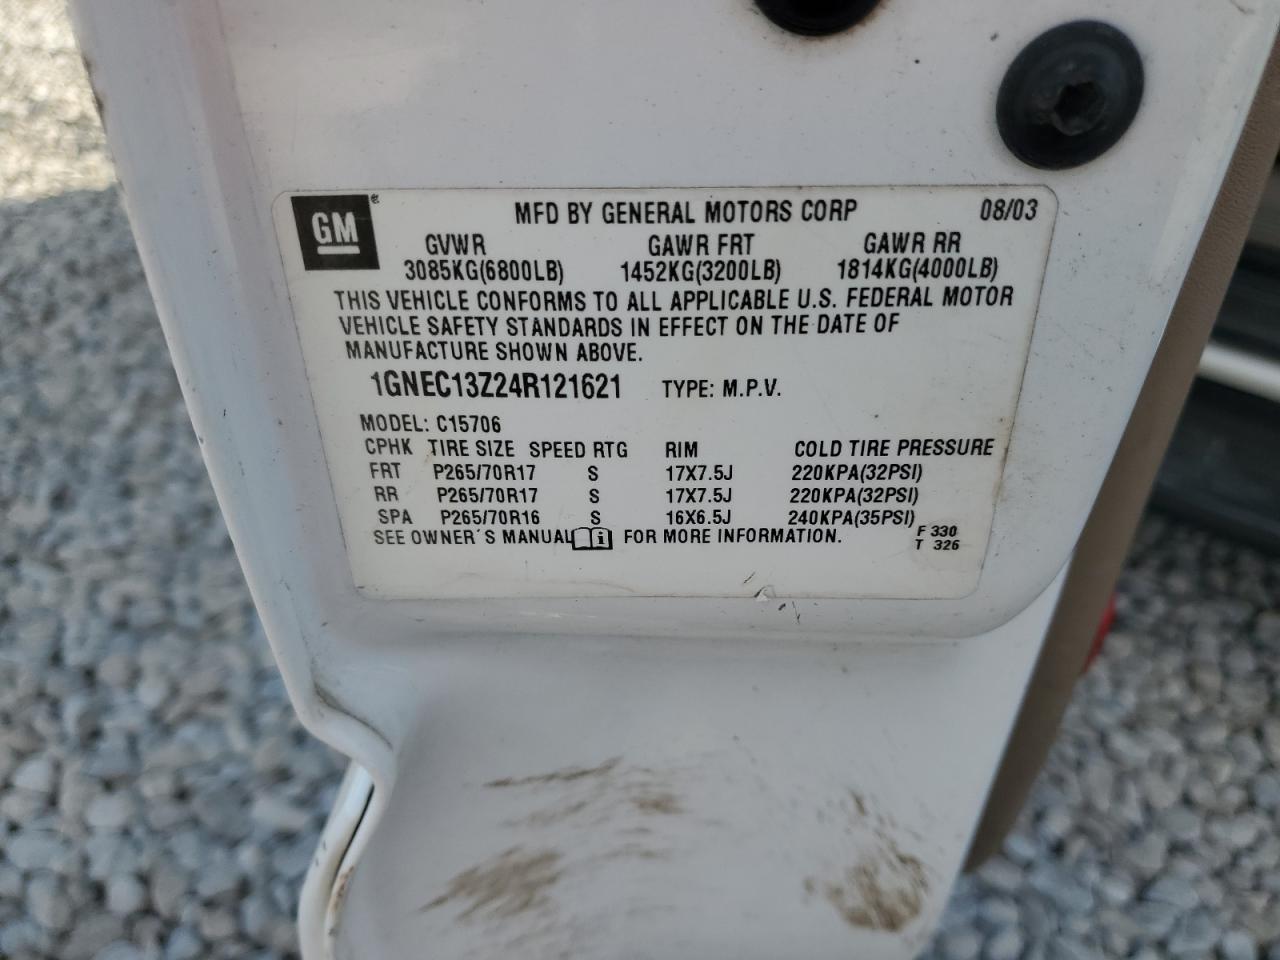 GM ® MFD BY GENERAL MOTORS CORP 08/03
GVWR GAWR FRT GAWR RR
3085KG(6800LB) 1452KG(3200LB) 1814KG(4000LB)
THIS VEHICLE CONFORMS TO ALL APPLICABLE U.S. FEDERAL MOTOR
VEHICLE SAFETY STANDARDS IN EFFECT ON THE DATE OF
MANUFACTURE SHOWN ABOVE.
1GNEC13Z24R121621 TYPE: M.P.V.
MODEL: C15706
CPHK TIRE SIZE SPEED RTG RIM COLD TIRE PRESSURE
FRT P265/70R17 S 17X7.5J 220KPA(32PSI)
RR P265/70R17 S 17X7.5J 220KPA(32PSI)
SPA P265/70R16 S 16X6.5J 240KPA(35PSI)
SEE OWNER'S MANUAL i FOR MORE INFORMATION.
F 330
T 326